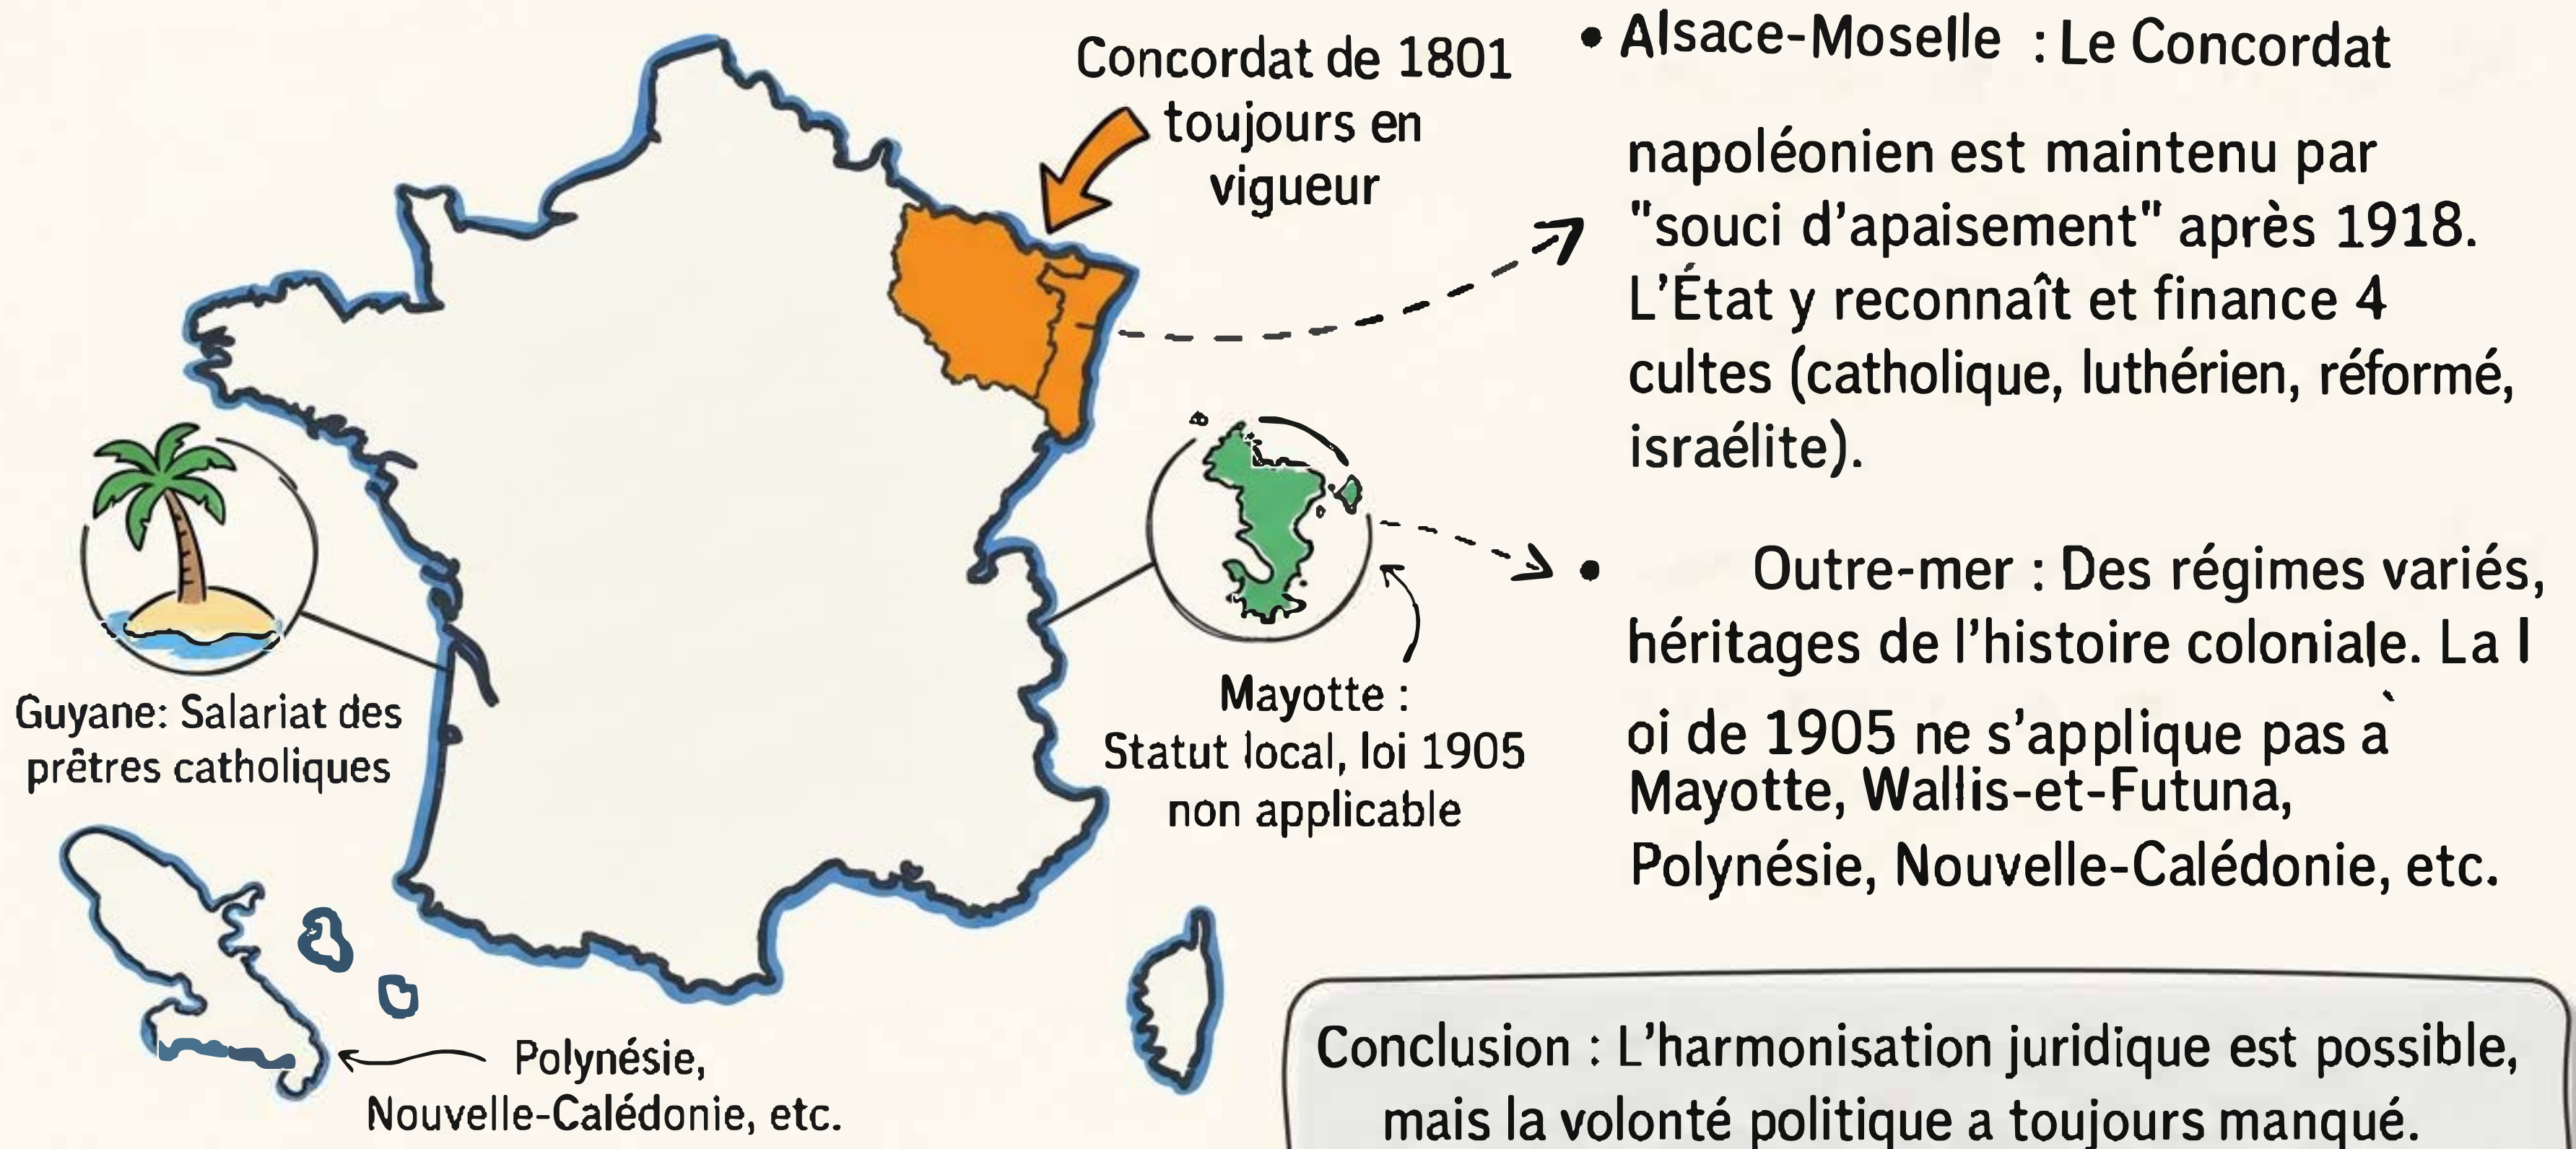 Concordat de 1801
toujours en
vigueur
• Alsace-Moselle : Le Concordat
napoléonien est maintenu par
"souci d'apaisement" après 1918.
L'État y reconnaît et finance 4
cultes (catholique, luthérien, réformé,
israélite).
• Outre-mer : Des régimes variés,
héritages de l'histoire coloniale. La l
oi de 1905 ne s'applique pas à
Mayotte, Wallis-et-Futuna,
Polynésie, Nouvelle-Calédonie, etc.
Guyane: Salariat des
prêtres catholiques
Mayotte :
Statut local, loi 1905
non applicable
Polynésie,
Nouvelle-Calédonie, etc.
Conclusion : L'harmonisation juridique est possible,
mais la volonté politique a toujours manqué.